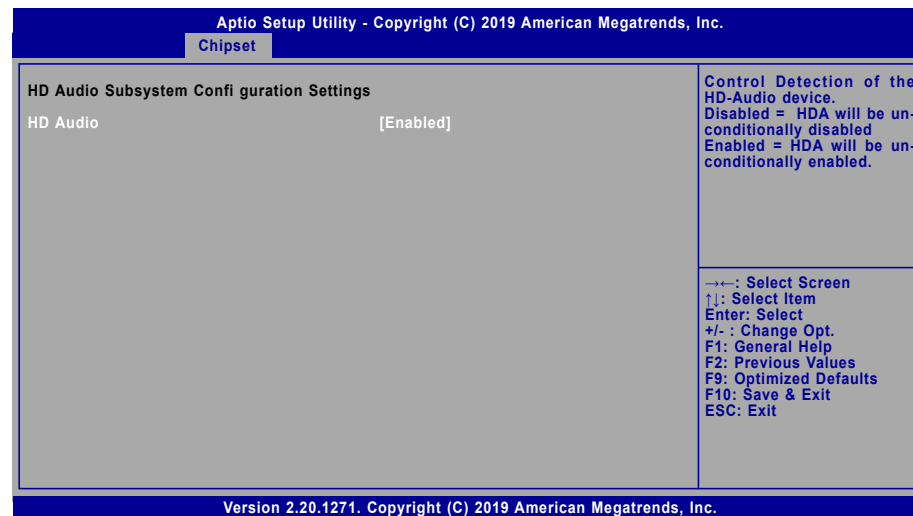 Aptio Setup Utility - Copyright (C) 2019 American Megatrends, Inc.
Chipset
HD Audio Subsystem Confi guration Settings
HD Audio [Enabled]
Control Detection of the
HD-Audio device.
Disabled = HDA will be un-
conditionally disabled
Enabled = HDA will be un-
conditionally enabled.
→←: Select Screen
↑↓: Select Item
Enter: Select
+/- : Change Opt.
F1: General Help
F2: Previous Values
F9: Optimized Defaults
F10: Save & Exit
ESC: Exit
Version 2.20.1271. Copyright (C) 2019 American Megatrends, Inc.